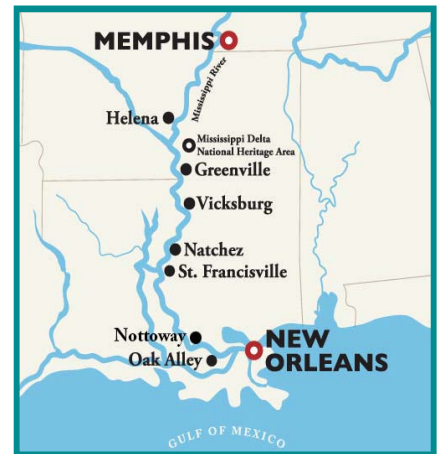 MEMPHIS
Mississippi River
Helena
Mississippi Delta
National Heritage Area
Greenville
Vicksburg
Natchez
St. Francisville
Nottoway
NEW
ORLEANS
Oak Alley
GULF OF MEXICO